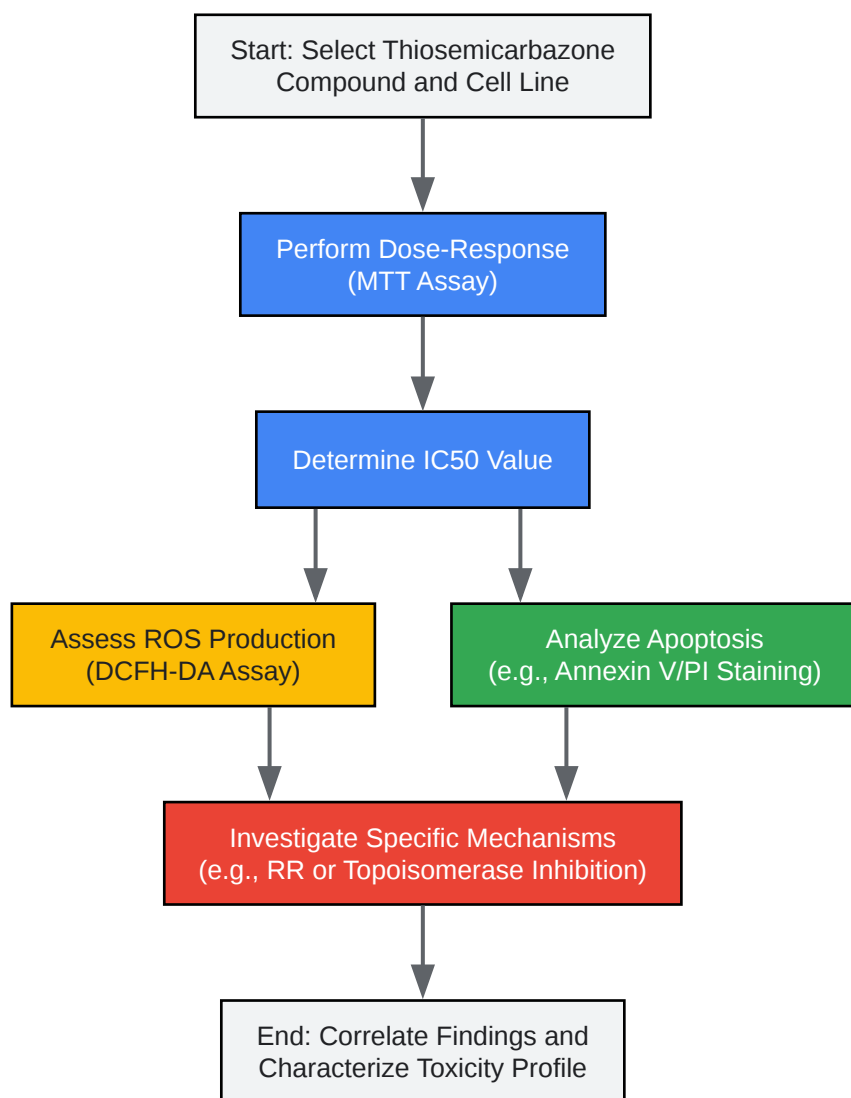 Start: Select Thiosemicarbazone
Compound and Cell Line
Perform Dose-Response
(MTT Assay)
Determine IC50 Value
Assess ROS Production
(DCFH-DA Assay)
Analyze Apoptosis
(e.g., Annexin V/PI Staining)
Investigate Specific Mechanisms
(e.g., RR or Topoisomerase Inhibition)
End: Correlate Findings and
Characterize Toxicity Profile